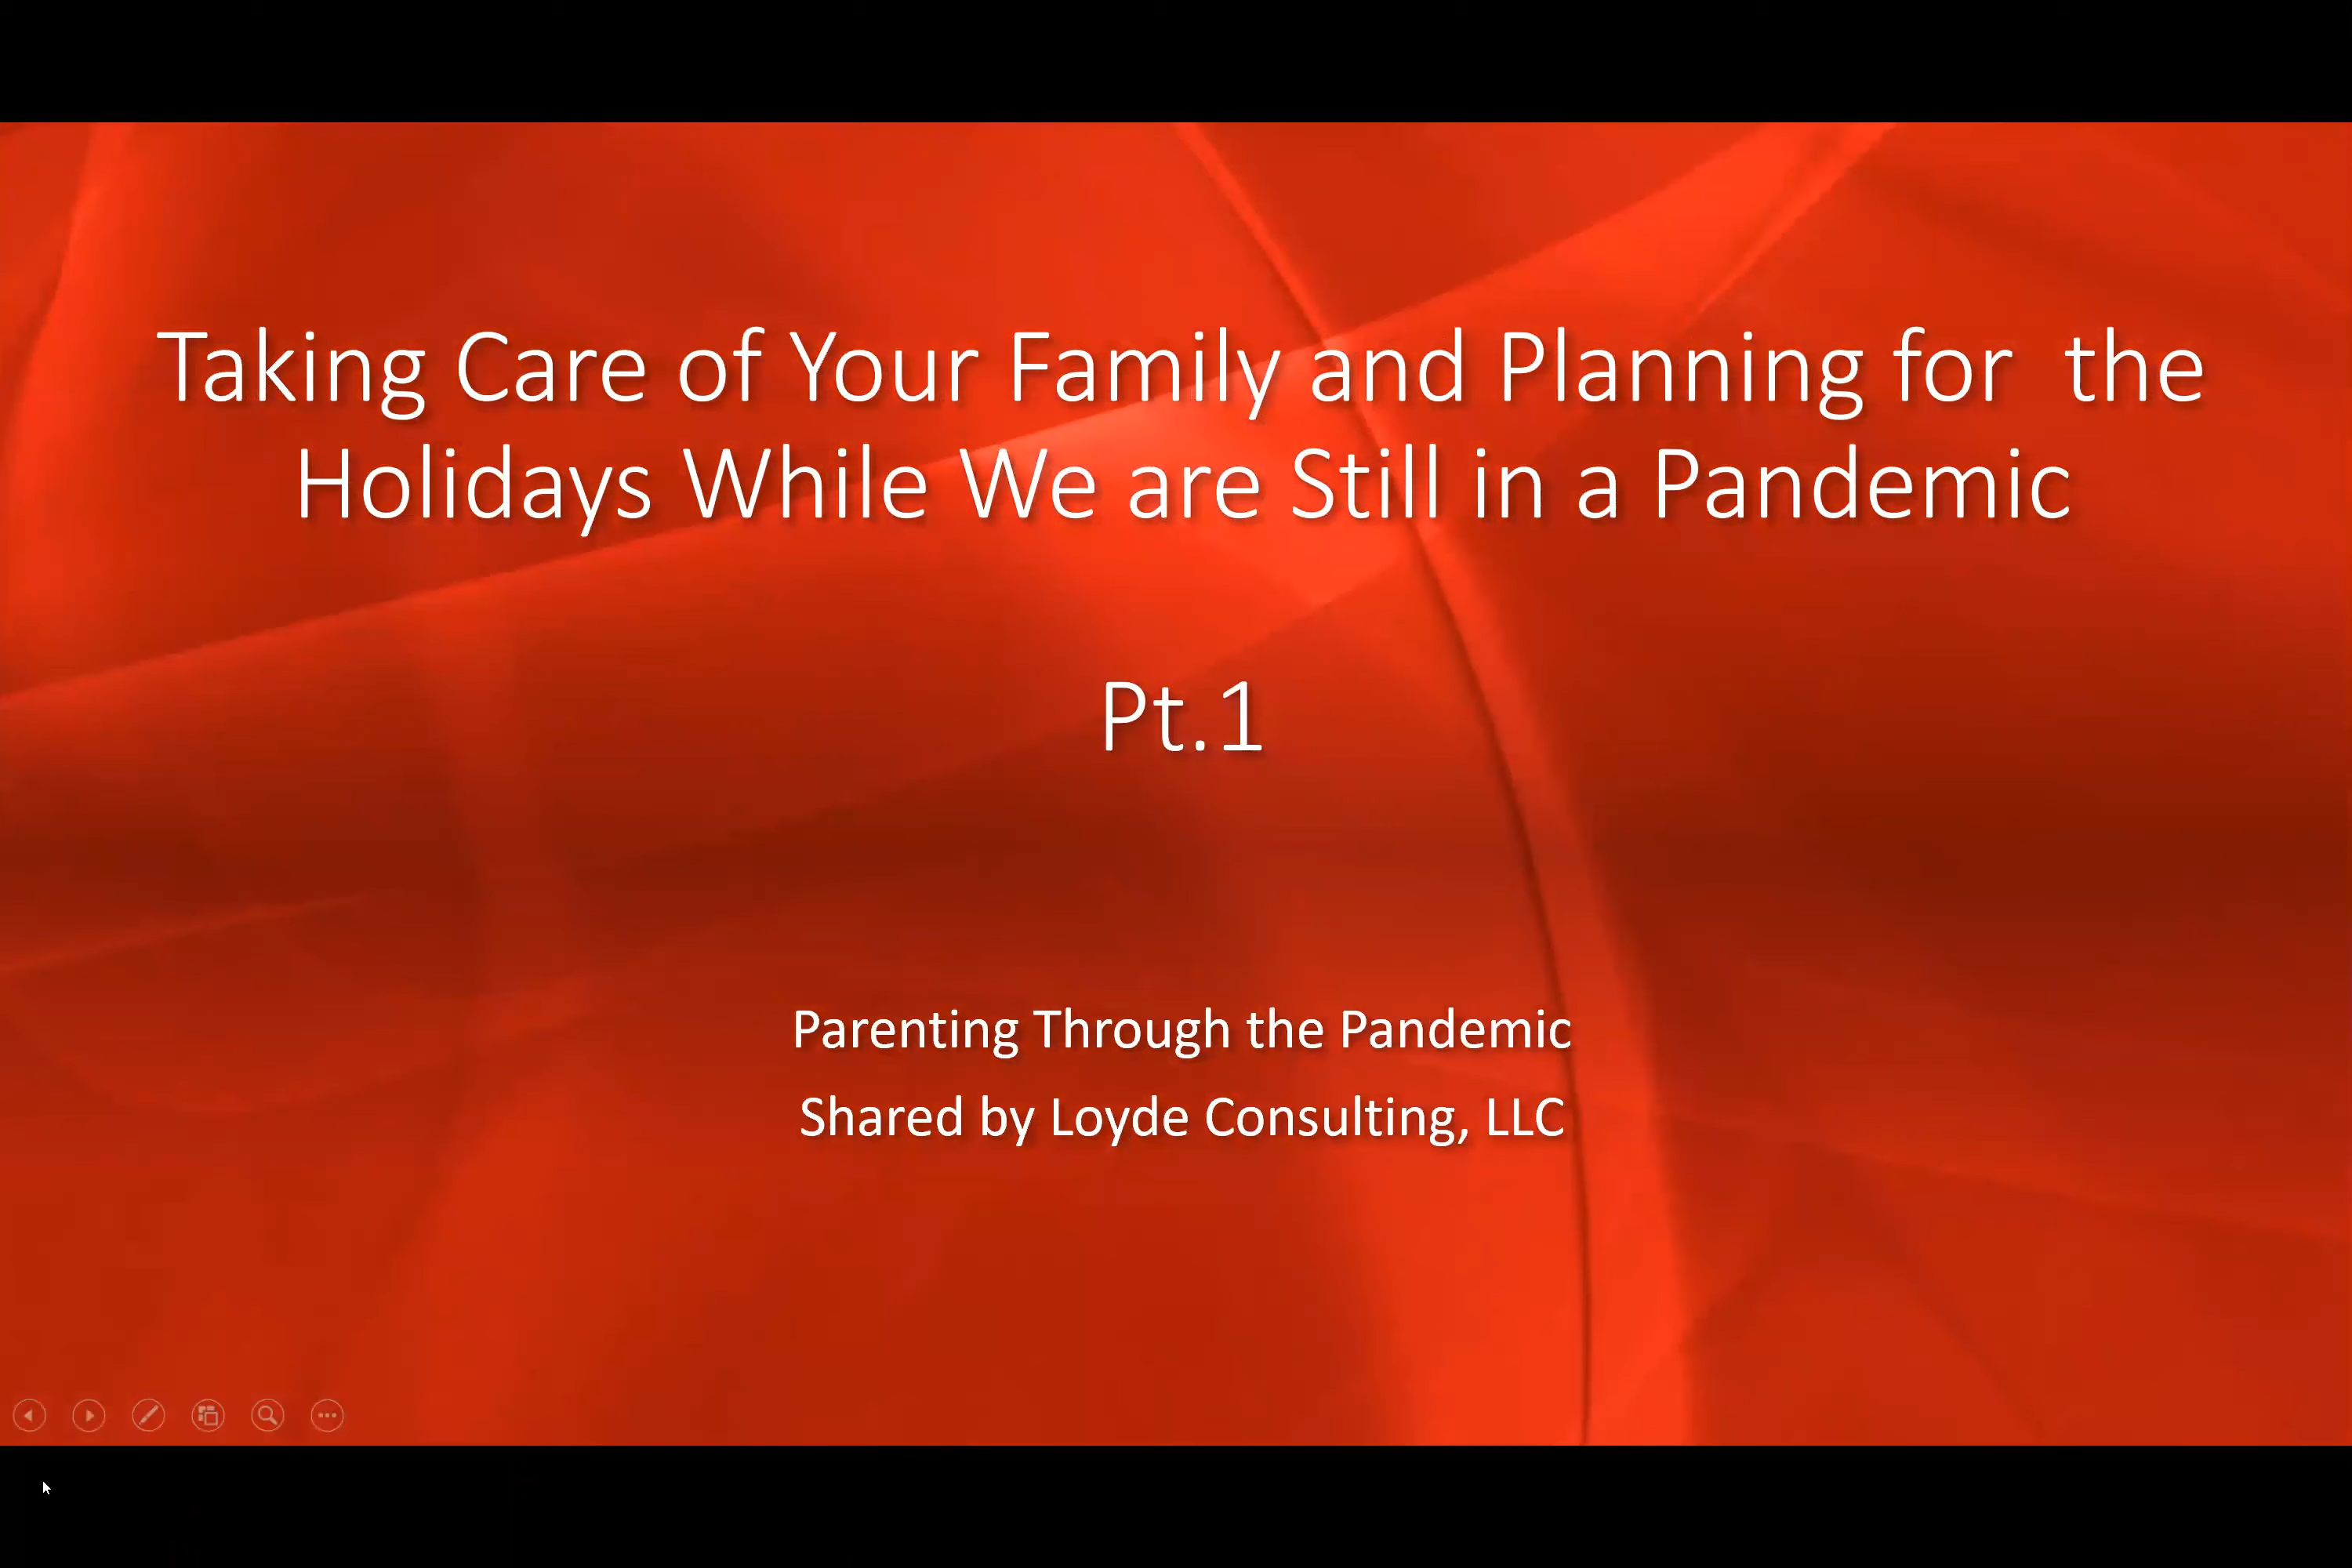 Taking Care of Your Family and Planning for  the
Holidays While We are Still in a Pandemic
Pt.1
Parenting Through the Pandemic
Shared by Loyde Consulting, LLC